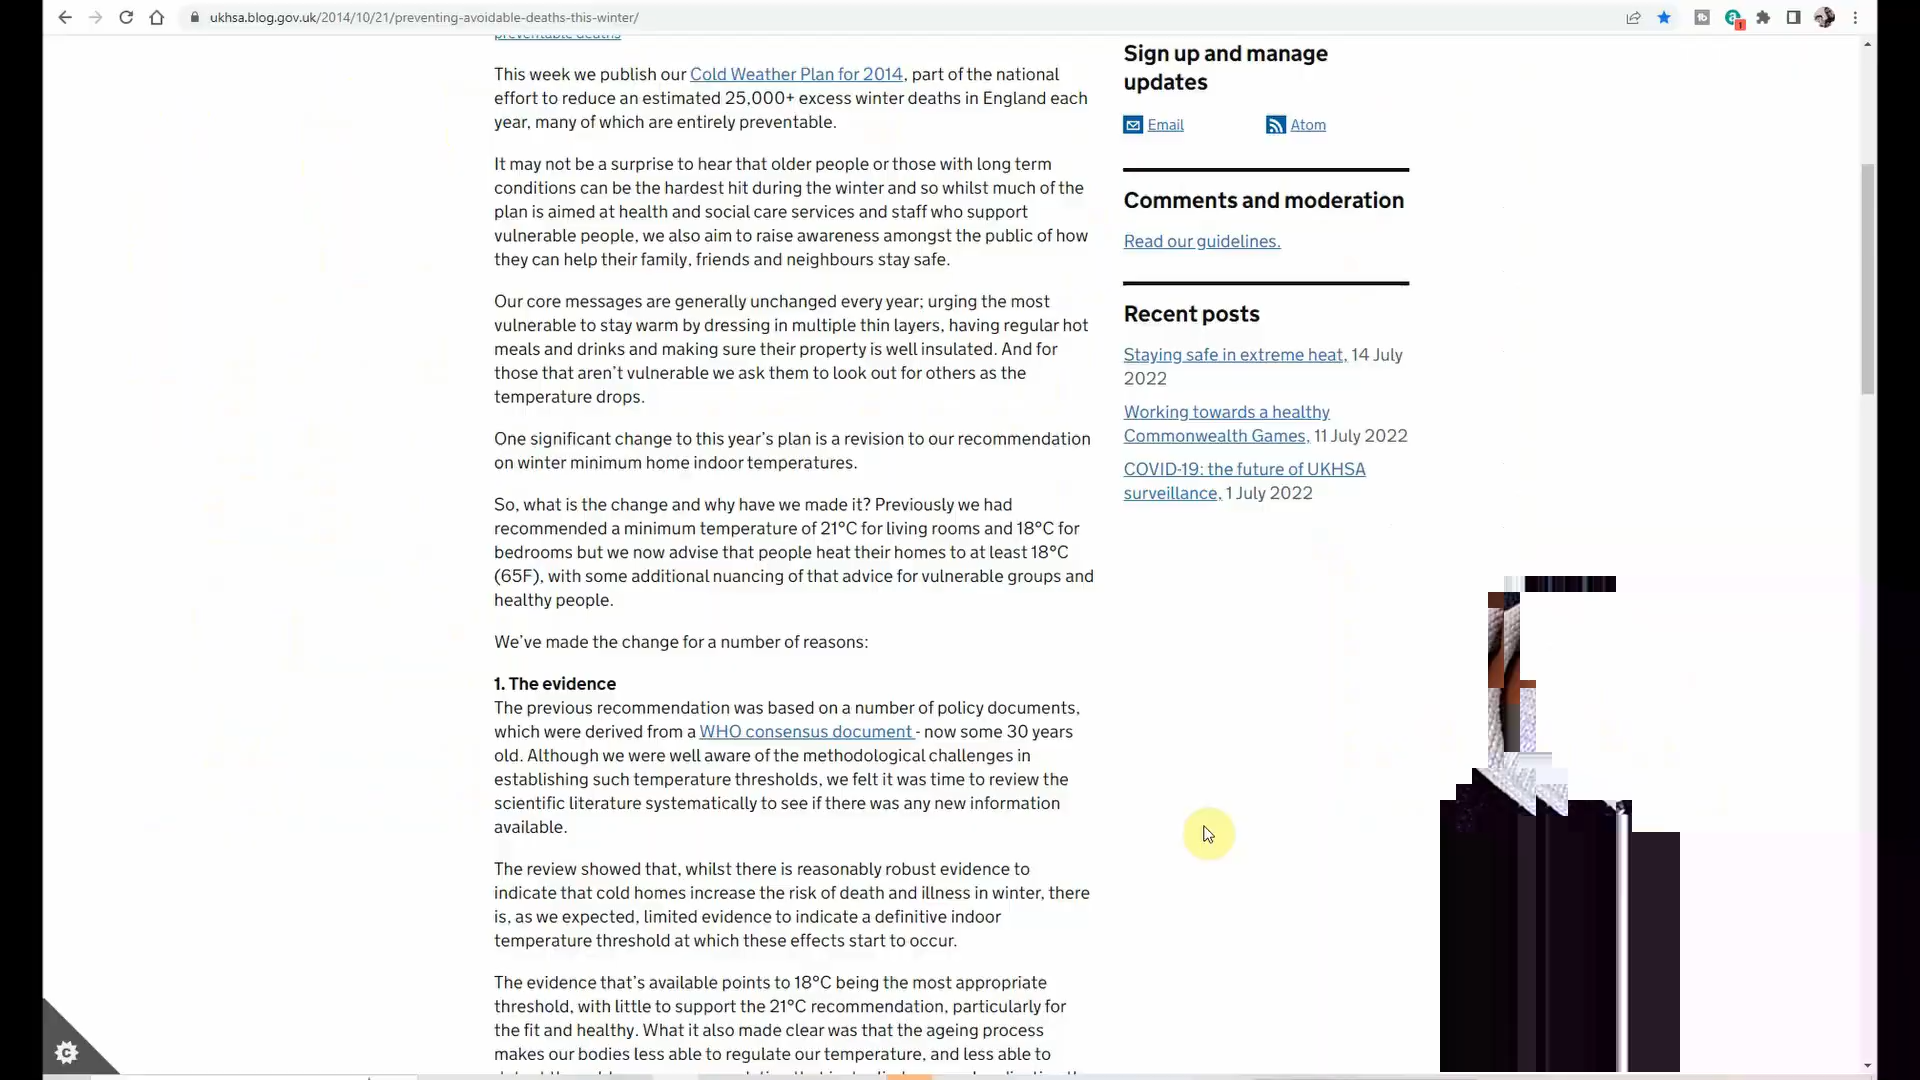 ukhsa.blog.gov.uk/2014/10/21/preventing-avoidable-deaths-this-winter/
preventable deaths
This week we publish our Cold Weather Plan for 2014, part of the national
effort to reduce an estimated 25,000+ excess winter deaths in England each
year, many of which are entirely preventable.
It may not be a surprise to hear that older people or those with long term
conditions can be the hardest hit during the winter and so whilst much of the
plan is aimed at health and social care services and staff who support
vulnerable people, we also aim to raise awareness amongst the public of how
they can help their family, friends and neighbours stay safe.
Our core messages are generally unchanged every year; urging the most
vulnerable to stay warm by dressing in multiple thin layers, having regular hot
meals and drinks and making sure their property is well insulated. And for
those that aren't vulnerable we ask them to look out for others as the
temperature drops.
One significant change to this year's plan is a revision to our recommendation
on winter minimum home indoor temperatures.
So, what is the change and why have we made it? Previously we had
recommended a minimum temperature of 21°C for living rooms and 18°C for
bedrooms but we now advise that people heat their homes to at least 18°C
(65F), with some additional nuancing of that advice for vulnerable groups and
healthy people.
We've made the change for a number of reasons:
1. The evidence
The previous recommendation was based on a number of policy documents,
which were derived from a WHO consensus document - now some 30 years
old. Although we were well aware of the methodological challenges in
establishing such temperature thresholds, we felt it was time to review the
scientific literature systematically to see if there was any new information
available.
The review showed that, whilst there is reasonably robust evidence to
indicate that cold homes increase the risk of death and illness in winter, there
is, as we expected, limited evidence to indicate a definitive indoor
temperature threshold at which these effects start to occur.
The evidence that's available points to 18°C being the most appropriate
threshold, with little to support the 21°C recommendation, particularly for
the fit and healthy. What it also made clear was that the ageing process
makes our bodies less able to regulate our temperature, and less able to
Sign up and manage
updates
Email
Atom
Comments and moderation
Read our guidelines.
Recent posts
Staying safe in extreme heat, 14 July
2022
Working towards a healthy
Commonwealth Games, 11 July 2022
COVID-19: the future of UKHSA
surveillance, 1 July 2022